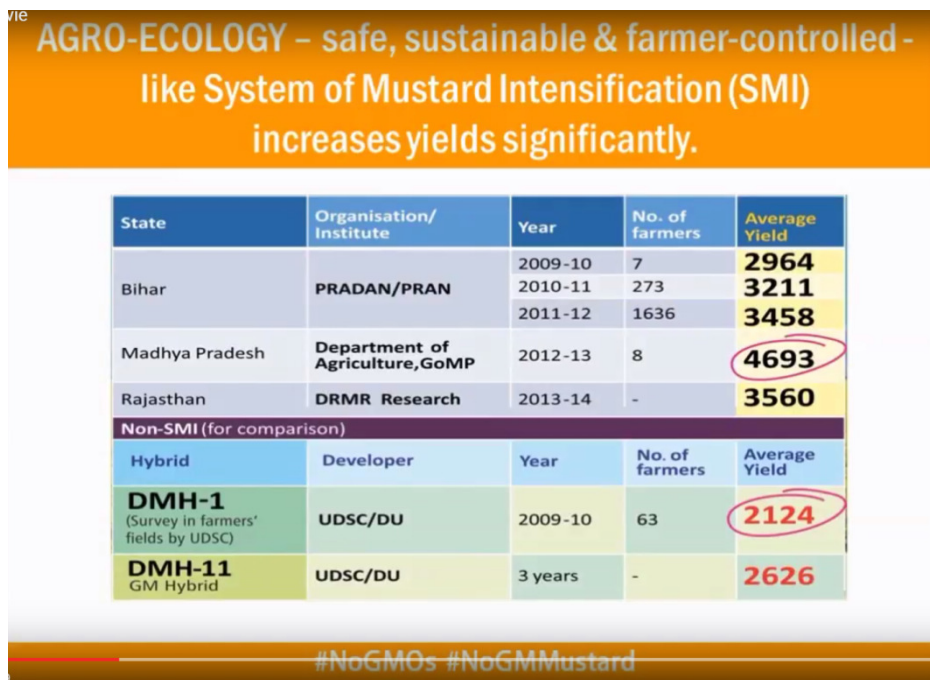 vie
AGRO-ECOLOGY – safe, sustainable & farmer-controlled -
like System of Mustard Intensification (SMI)
increases yields significantly.
State Organisation/ Institute Year No. of farmers Average Yield
Bihar PRADAN/PRAN 2009-10 7 2964
2010-11 273 3211
2011-12 1636 3458
Madhya Pradesh Department of Agriculture,GoMP 2012-13 8 4693
Rajasthan DRMR Research 2013-14 - 3560
Non-SMI (for comparison)
Hybrid Developer Year No. of farmers Average Yield
DMH-1
(Survey in farmers'
fields by UDSC) UDSC/DU 2009-10 63 2124
DMH-11
GM Hybrid UDSC/DU 3 years - 2626
#NoGMOs #NoGMMustard